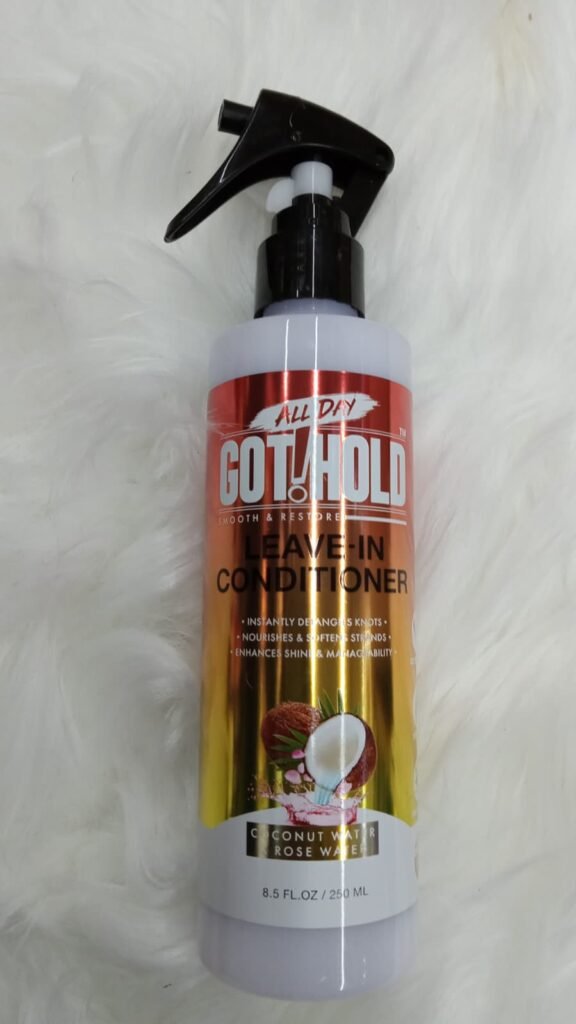 ALL DAY
GOT!HOLD™
SMOOTH & RESTORE
LEAVE-IN
CONDITIONER
• INSTANTLY DETANGLES KNOTS •
• NOURISHES & SOFTENS STRANDS •
• ENHANCES SHINE & MANAGEABILITY •
COCONUT WATER
& ROSE WATER
8.5 FL.OZ / 250 ML